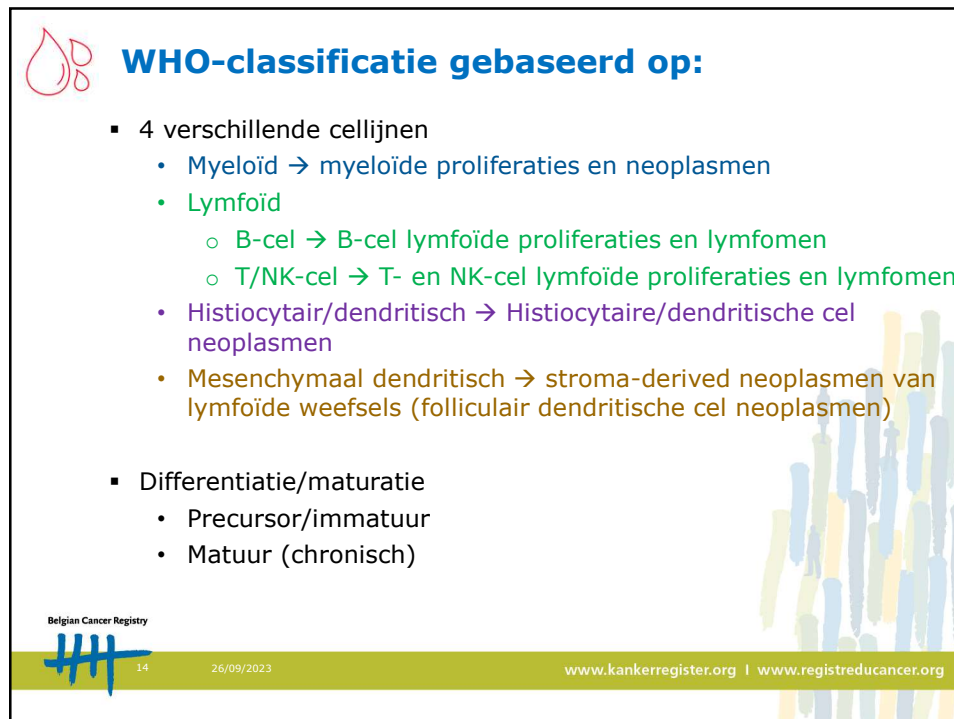 WHO-classificatie gebaseerd op:
▪ 4 verschillende cellijnen
• Myeloïd → myeloïde proliferaties en neoplasmen
• Lymfoïd
o B-cel → B-cel lymfoïde proliferaties en lymfomen
o T/NK-cel → T- en NK-cel lymfoïde proliferaties en lymfomen
• Histiocytair/dendritisch → Histiocytaire/dendritische cel
neoplasmen
• Mesenchymaal dendritisch → stroma-derived neoplasmen van
lymfoïde weefsels (folliculair dendritische cel neoplasmen)
▪ Differentiatie/maturatie
• Precursor/immatuur
• Matuur (chronisch)
Belgian Cancer Registry
14 26/09/2023 www.kankerregister.org I www.registreducancer.org